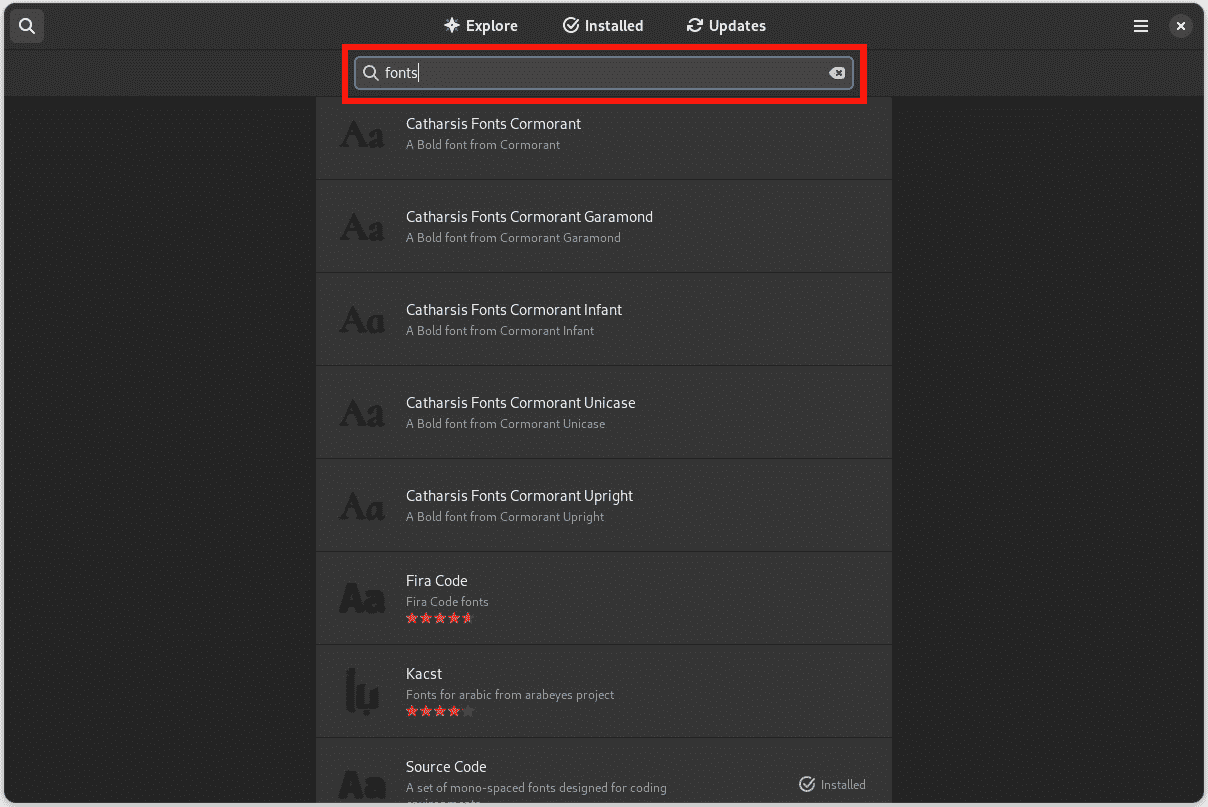 Explore
Installed
Updates
fonts
Aa
Catharsis Fonts Cormorant
A Bold font from Cormorant
Aa
Catharsis Fonts Cormorant Garamond
A Bold font from Cormorant Garamond
Aa
Catharsis Fonts Cormorant Infant
A Bold font from Cormorant Infant
Aa
Catharsis Fonts Cormorant Unicase
A Bold font from Cormorant Unicase
Aa
Catharsis Fonts Cormorant Upright
A Bold font from Cormorant Upright
Aa
Fira Code
Fira Code fonts
Kacst
Fonts for arabic from arabeyes project
Aa
Source Code
A set of mono-spaced fonts designed for coding
environments
Installed